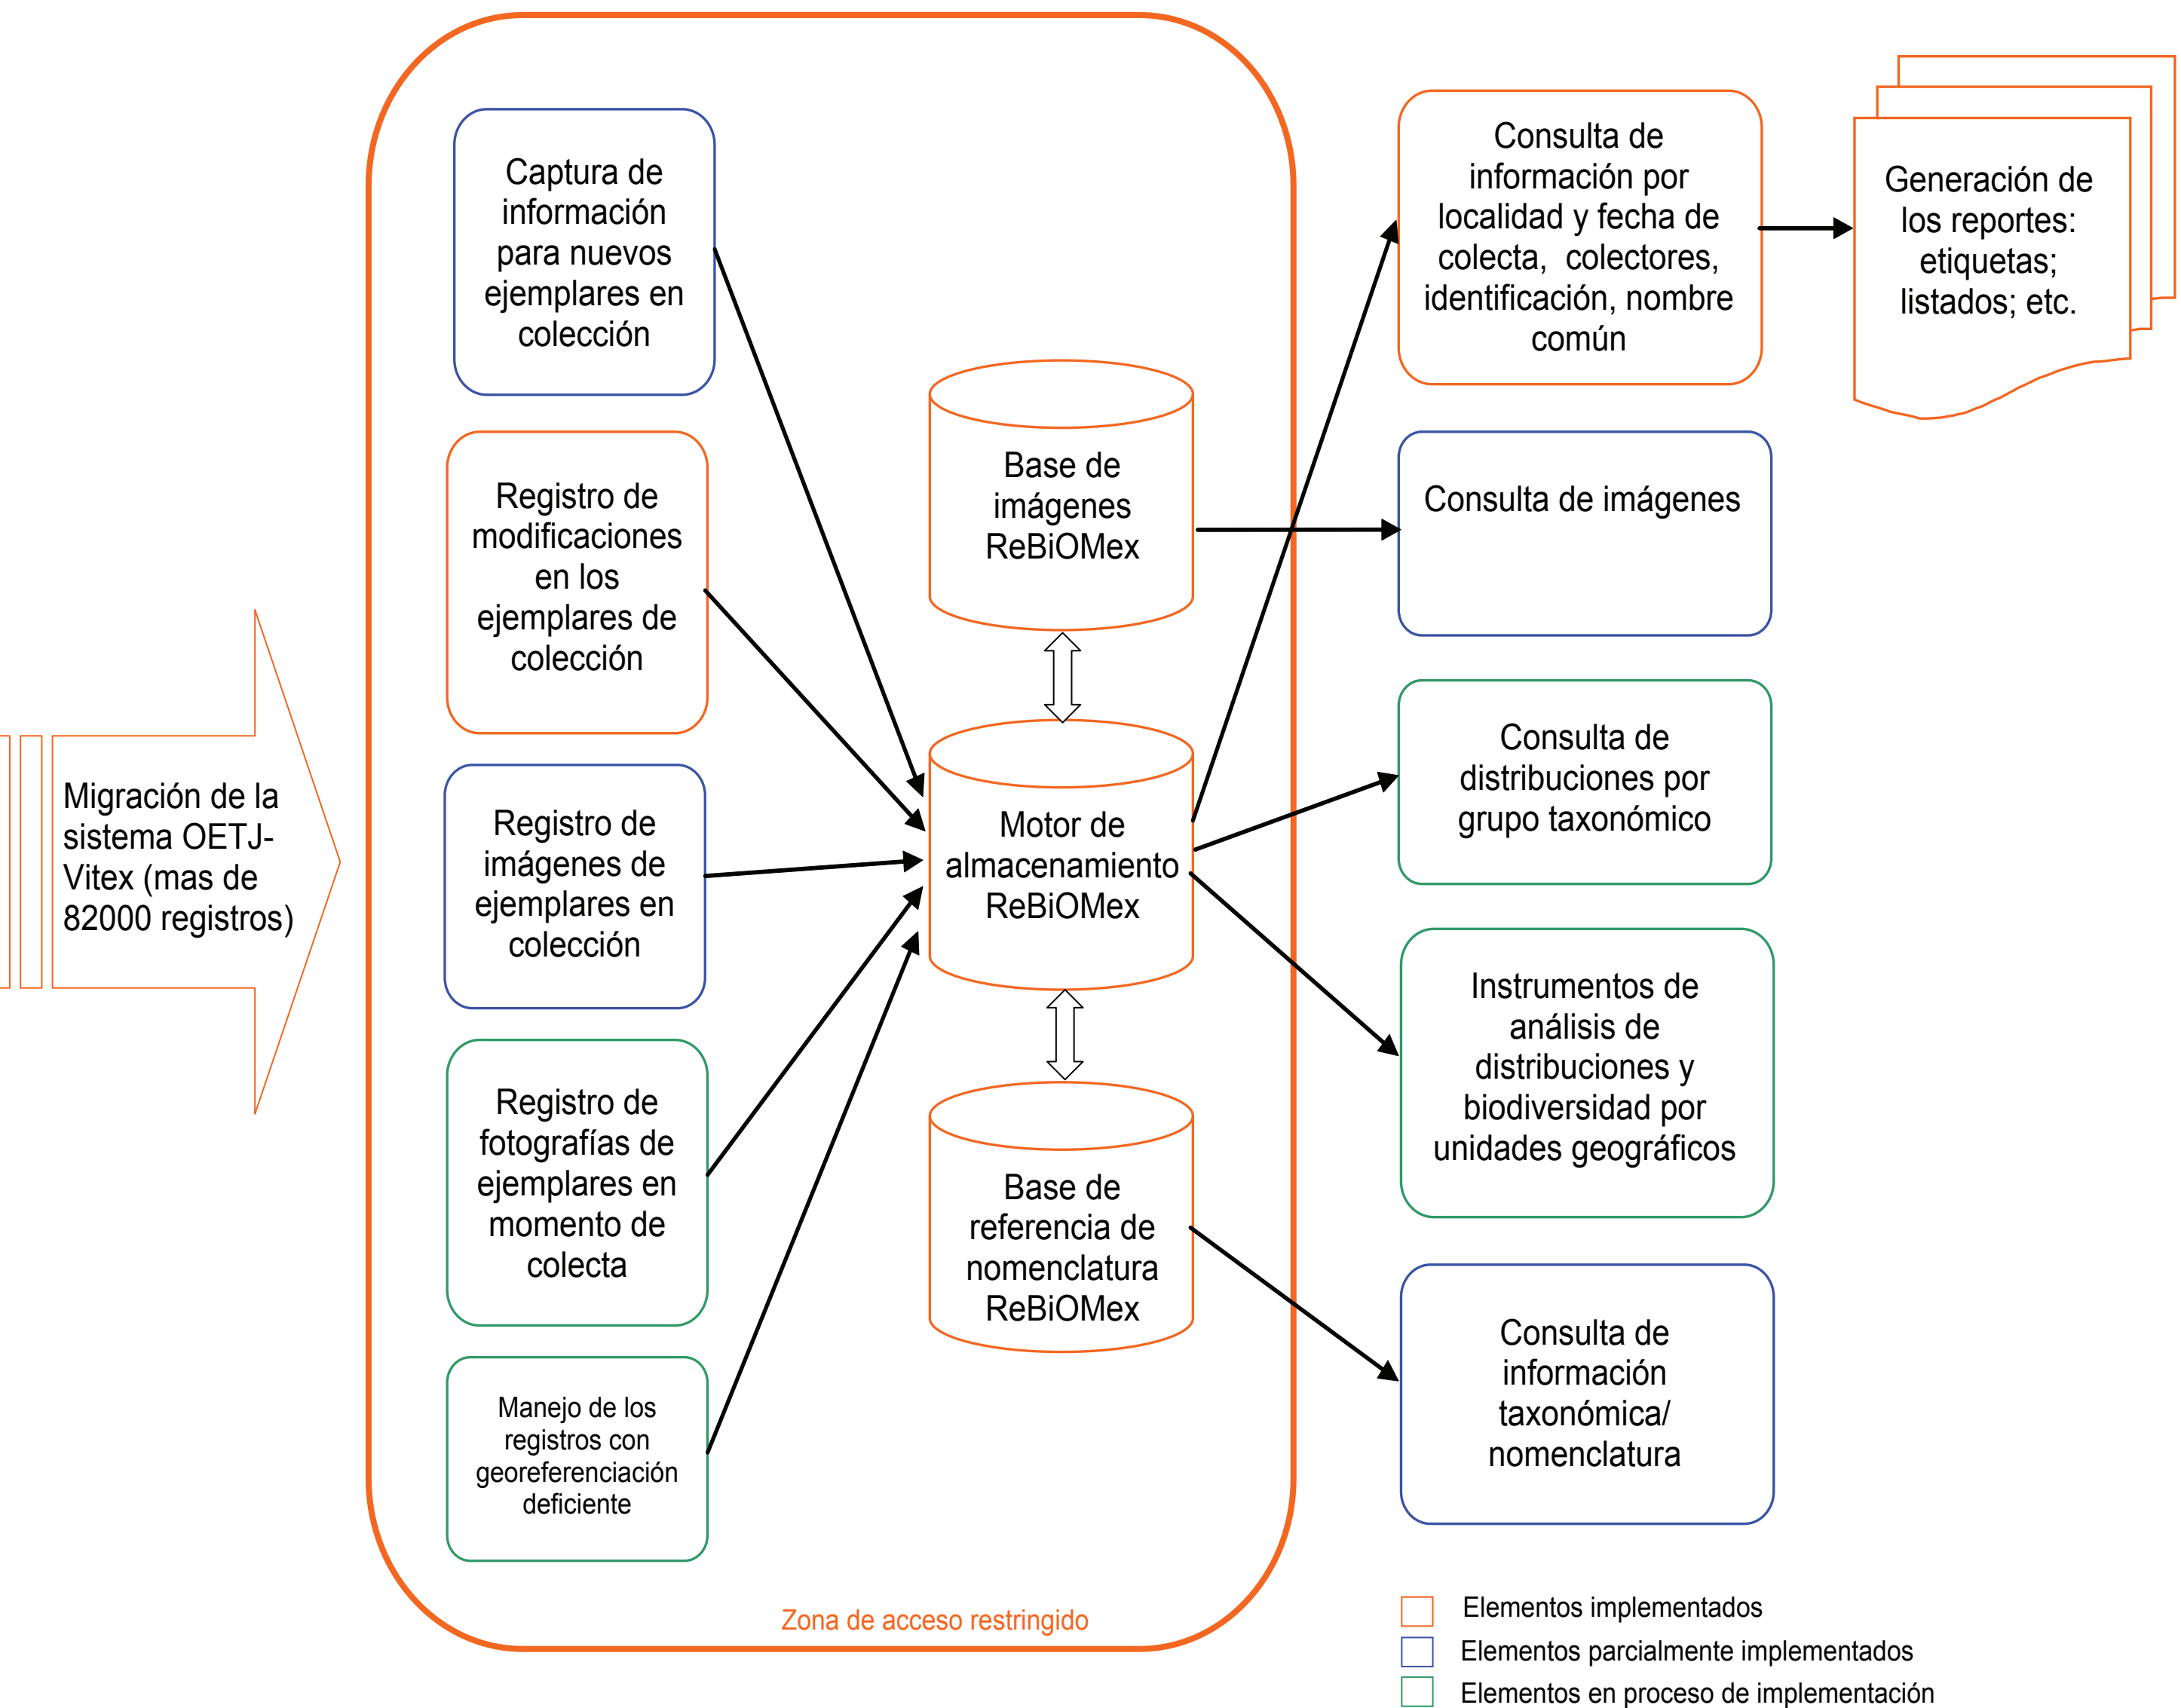 Migración de la
sistema OETJ-
Vitex (mas de
82000 registros)
Captura de
información
para nuevos
ejemplares en
colección
Registro de
modificaciones
en los
ejemplares de
colección
Registro de
imágenes de
ejemplares en
colección
Registro de
fotografías de
ejemplares en
momento de
colecta
Manejo de los
registros con
georeferenciación
deficiente
Base de
imágenes
ReBiOMex
Motor de
almacenamiento
ReBiOMex
Base de
referencia de
nomenclatura
ReBiOMex
Zona de acceso restringido
Consulta de
información por
localidad y fecha de
colecta, colectores,
identificación, nombre
común
Generación de
los reportes:
etiquetas;
listados; etc.
Consulta de imágenes
Consulta de
distribuciones por
grupo taxonómico
Instrumentos de
análisis de
distribuciones y
biodiversidad por
unidades geográficos
Consulta de
información
taxonómica/
nomenclatura
Elementos implementados
Elementos parcialmente implementados
Elementos en proceso de implementación